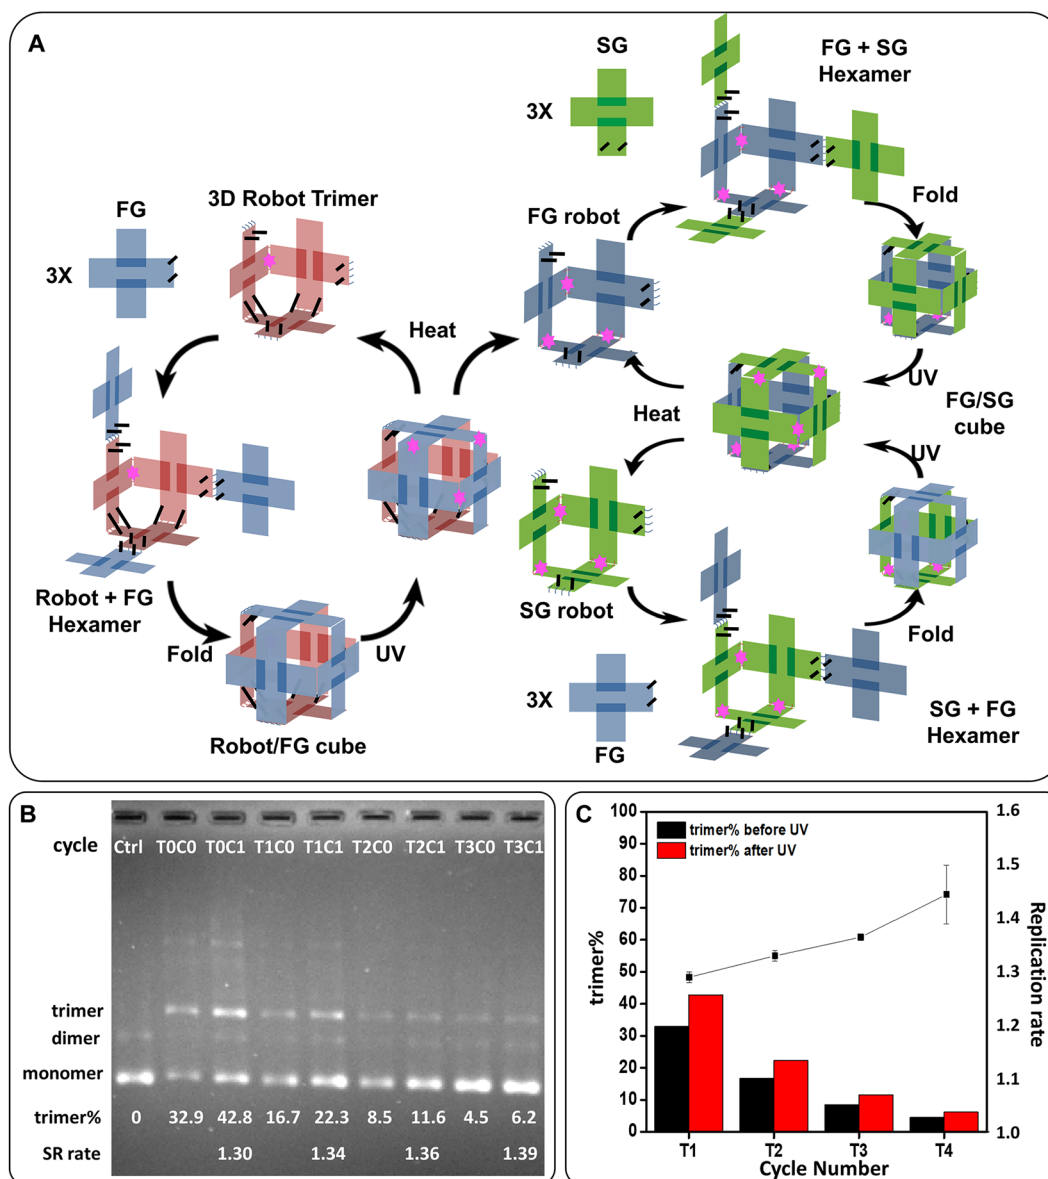 A
FG
3X
3D Robot Trimer
Heat
Robot + FG
Hexamer
Fold
UV
Robot/FG cube
SG
3X
FG + SG
Hexamer
Fold
FG robot
UV
Heat
FG/SG
cube
UV
SG robot
Fold
3X
FG
SG + FG
Hexamer
B
cycle Ctrl T0C0 T0C1 T1C0 T1C1 T2C0 T2C1 T3C0 T3C1
trimer
dimer
monomer
trimer% 0 32.9 42.8 16.7 22.3 8.5 11.6 4.5 6.2
SR rate 1.30 1.34 1.36 1.39
C
trimer% before UV
trimer% after UV
100
90
80
70
60
50
40
30
20
10
0
trimer%
1.6
1.5
1.4
1.3
1.2
1.1
1.0
Replication rate
T1 T2 T3 T4
Cycle Number